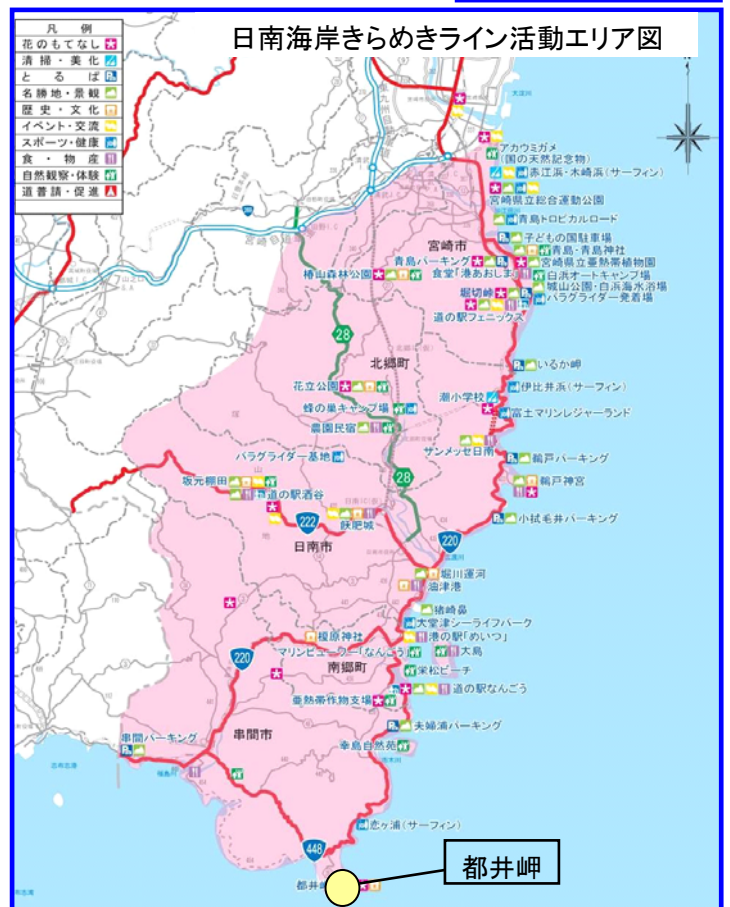 日南海岸きらめきライン活動エリア図
凡例
花のもてなし
清掃・美化
とるぱ
名勝地・景観
歴史・文化
イベント・交流
スポーツ・健康
食・物産
自然観察・体験
道普請・促進
アカウミガメ
(国の天然記念物)
赤江浜・木崎浜(サーフィン)
宮崎県立総合運動公園
青島トロピカルロード
宮崎市
子どもの国駐車場
青島・青島神社
青島パーキング
宮崎県立亜熱帯植物園
食堂「港あおしま」
白浜オートキャンプ場
椿山森林公園
城山公園・白浜海水浴場
堀切峠
パラグライダー発着場
道の駅フェニックス
28
北郷町
いるか岬
花立公園
伊比井浜(サーフィン)
潮小学校
蜂の巣キャンプ場
富土マリンレジャーランド
農園民宿
サンメッセ日南
パラグライダー基地
鵜戸パーキング
28
坂元棚田
鵜戸神宮
道の駅酒谷
小拭毛井パーキング
222
飫肥城
日南市
220
堀川運河
油津港
猪崎鼻
大堂津シーライフパーク
榎原神社
港の駅「めいつ」
マリンビューワー「なんごう」
大島
220
南郷町
栄松ビーチ
道の駅なんごう
亜熱帯作物支場
夫婦浦パーキング
串間パーキング
串間市
幸島自然苑
恋ヶ浦(サーフィン)
448
都井岬
都井岬